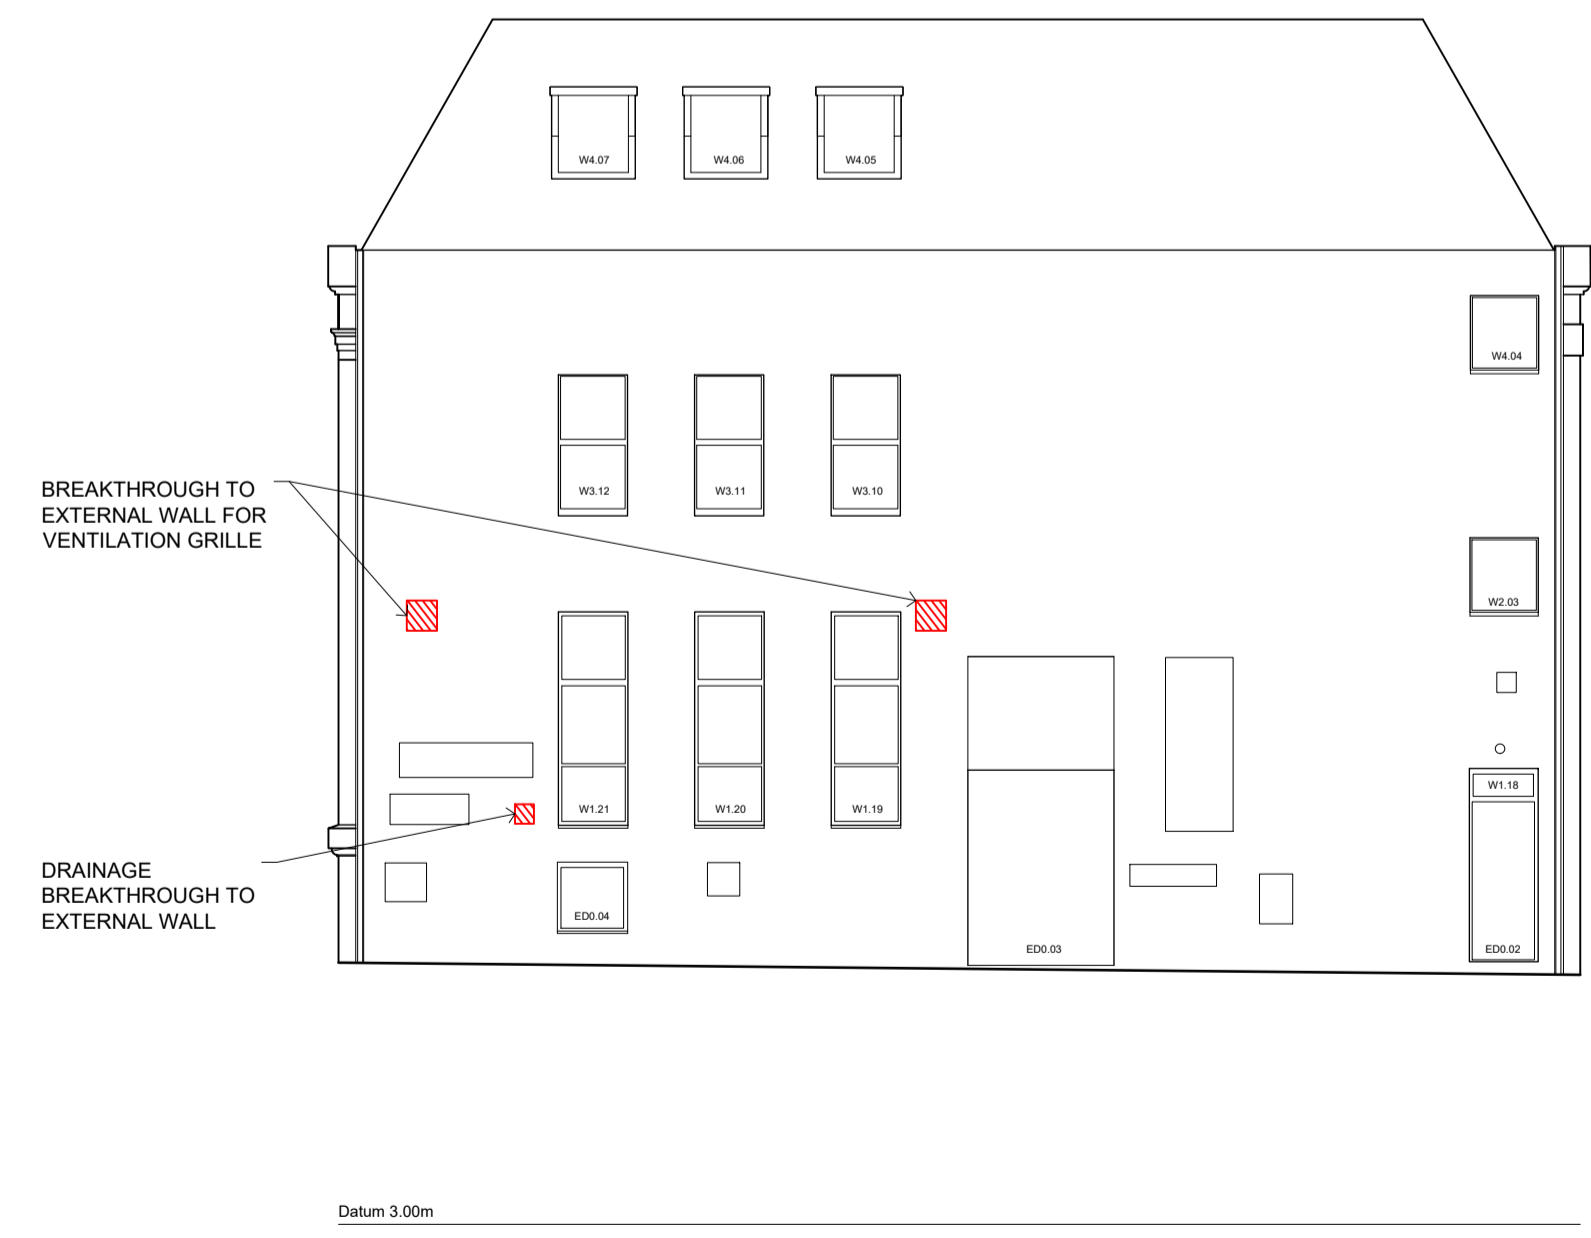 W4.07
W4.06
W4.05
W4.04
BREAKTHROUGH TO
EXTERNAL WALL FOR
VENTILATION GRILLE
W3.12
W3.11
W3.10
W2.03
W1.21
W1.20
W1.19
W1.18
DRAINAGE
BREAKTHROUGH TO
EXTERNAL WALL
ED0.04
ED0.03
ED0.02
Datum 3.00m